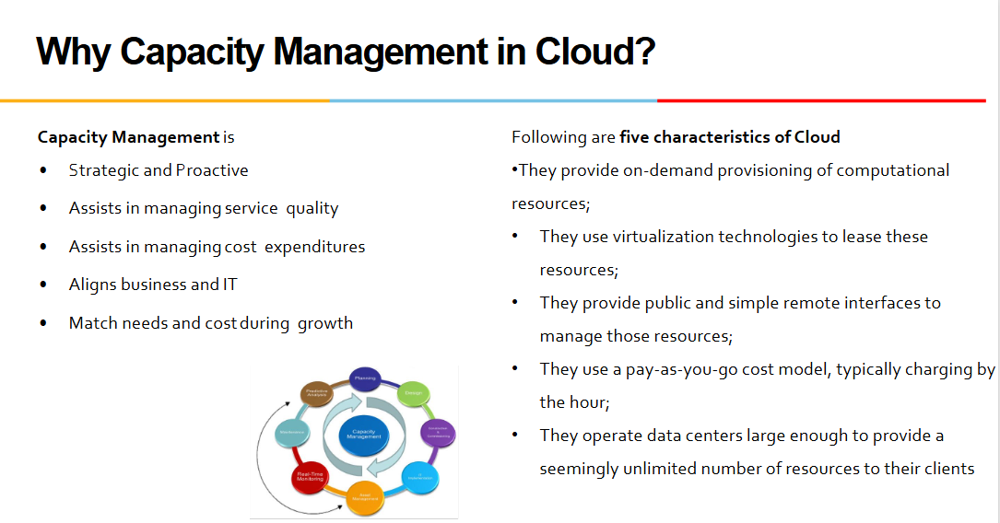 Why Capacity Management in Cloud?
Capacity Management is
• Strategic and Proactive
• Assists in managing service quality
• Assists in managing cost expenditures
• Aligns business and IT
• Match needs and cost during growth
Following are five characteristics of Cloud
•They provide on-demand provisioning of computational
resources;
• They use virtualization technologies to lease these
resources;
• They provide public and simple remote interfaces to
manage those resources;
• They use a pay-as-you-go cost model, typically charging by
the hour;
• They operate data centers large enough to provide a
seemingly unlimited number of resources to their clients
Planning
Design
Real-Time
Monitoring
Predictive
Analysis
Capacity
Management
Asset
Management